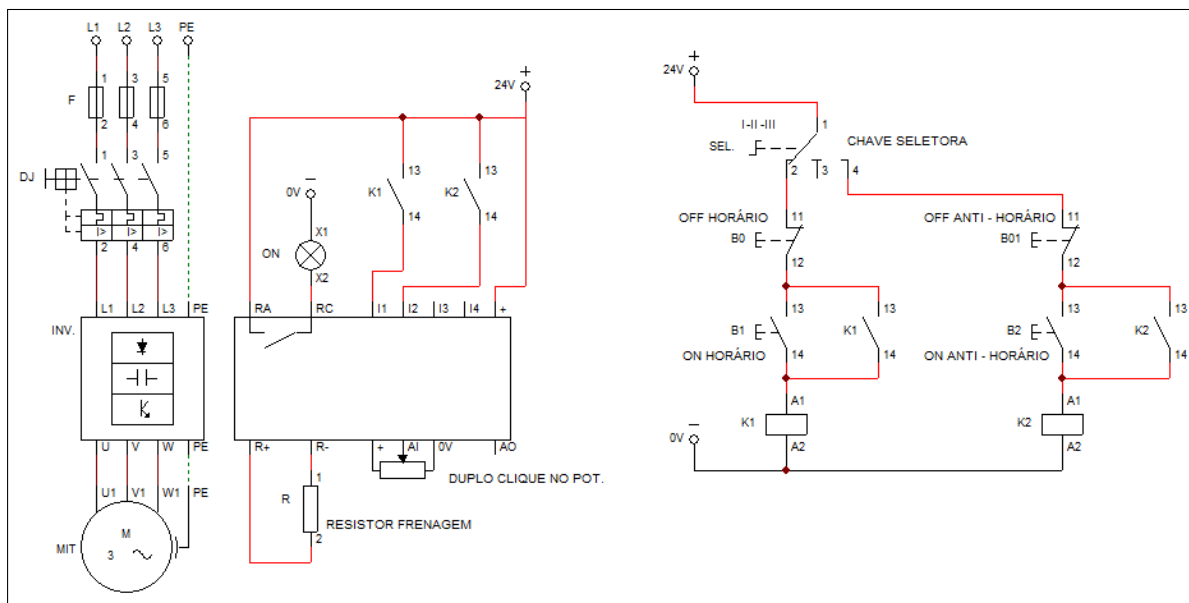 L1 L2 L3 PE
1 3 5
F
2 4 6
1 3 5
DJ
I> I> I>
2 4 6
L1 L2 L3 PE
INV.
U V W PE
U1 V1 W1 PE
M
3
MIT
+
24V
13 13
K1 K2
14 14
0V
X1
ON
X2
RA RC I1 I2 I3 I4 +
R+ R- + AI 0V AO
DUPLO CLIQUE NO POT.
1
R
2
RESISTOR FRENAGEM
+
24V
I -II -III
1
SEL.
CHAVE SELETORA
2 3 4
OFF HORÁRIO
11
B0
12
OFF ANTI - HORÁRIO
11
B01
12
13 13
B1 K1
14 14
ON HORÁRIO
13 13
B2 K2
14 14
ON ANTI - HORÁRIO
A1
K1
A2
A1
K2
A2
0V